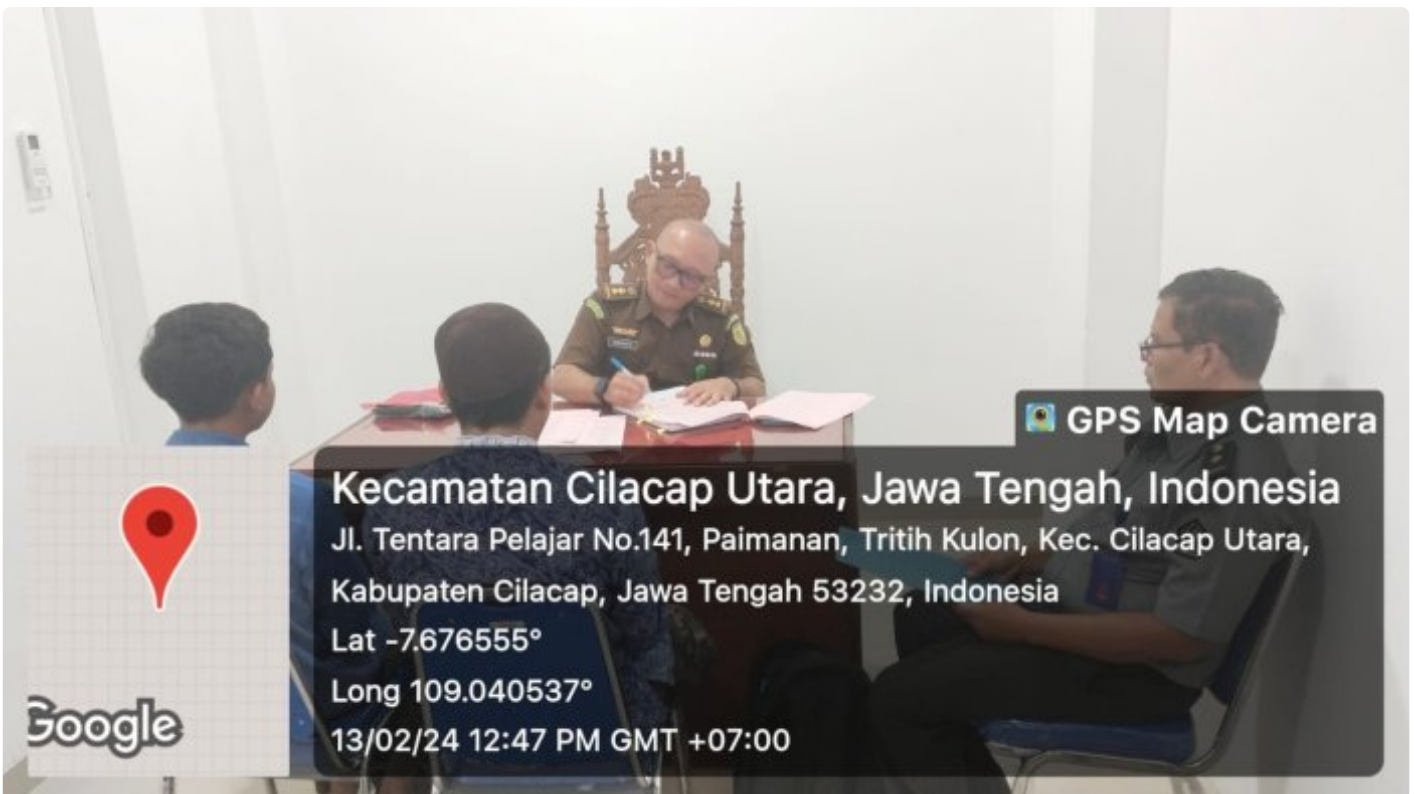 GPS Map Camera
Kecamatan Cilacap Utara, Jawa Tengah, Indonesia
Jl. Tentara Pelajar No.141, Paimanan, Tritih Kulon, Kec. Cilacap Utara,
Kabupaten Cilacap, Jawa Tengah 53232, Indonesia
Lat -7.676555°
Long 109.040537°
13/02/24 12:47 PM GMT +07:00
Google